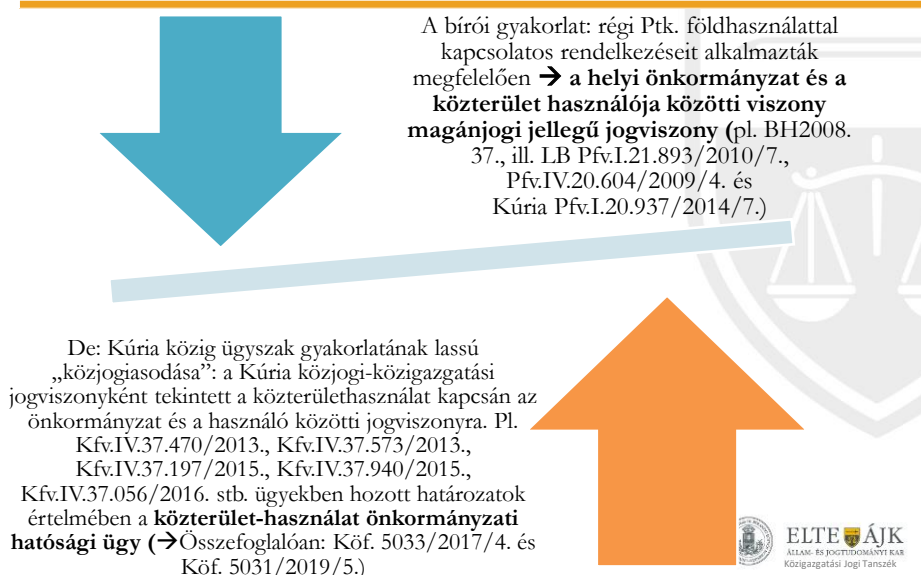 A bírói gyakorlat: régi Ptk. földhasználattal
kapcsolatos rendelkezéseit alkalmazták
megfelelően → a helyi önkormányzat és a
közterület használója közötti viszony
magánjogi jellegű jogviszony (pl. BH2008.
37., ill. LB Pfv.I.21.893/2010/7.,
Pfv.IV.20.604/2009/4. és
Kúria Pfv.I.20.937/2014/7.)
De: Kúria közig ügyszak gyakorlatának lassú
„közjogiasodása”: a Kúria közjogi-közigazgatási
jogviszonyként tekintett a közterülethasználat kapcsán az
önkormányzat és a használó közötti jogviszonyra. Pl.
Kfv.IV.37.470/2013., Kfv.IV.37.573/2013.,
Kfv.IV.37.197/2015., Kfv.IV.37.940/2015.,
Kfv.IV.37.056/2016. stb. ügyekben hozott határozatok
értelmében a közterület-használat önkormányzati
hatósági ügy (→Összefoglalóan: Köf. 5033/2017/4. és
Köf. 5031/2019/5.)
ELTE ÁJK
ÁLLAM- ÉS JOGTUDOMÁNYI KAR
Közigazgatási Jogi Tanszék